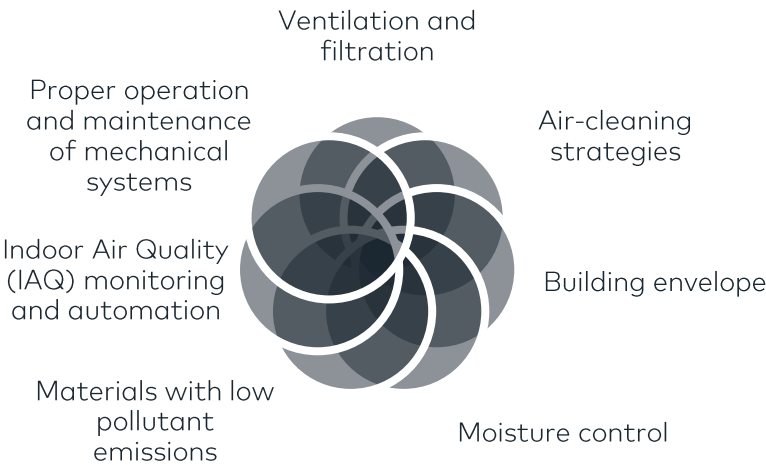 Ventilation and
filtration
Air-cleaning
strategies
Building envelope
Moisture control
Materials with low
pollutant
emissions
Indoor Air Quality
(IAQ) monitoring
and automation
Proper operation
and maintenance
of mechanical
systems